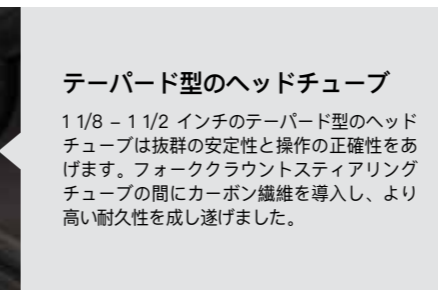 テーパード型のヘッドチューブ
1 1/8 – 1 1/2 インチのテーパード型のヘッド
チューブは抜群の安定性と操作の正確性をあ
げます。フォーククラウントスティアリング
チューブの間にカーボン繊維を導入し、より
高い耐久性を成し遂げました。